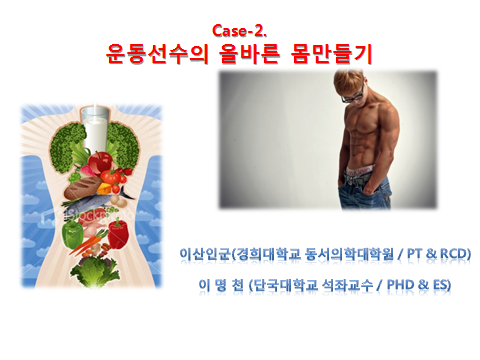 Case-2.
운동선수의 올바른 몸만들기
이산인군(경희대학교 동서의학대학원 / PT & RCD)
이 명 천 (단국대학교 석좌교수 / PHD & ES)